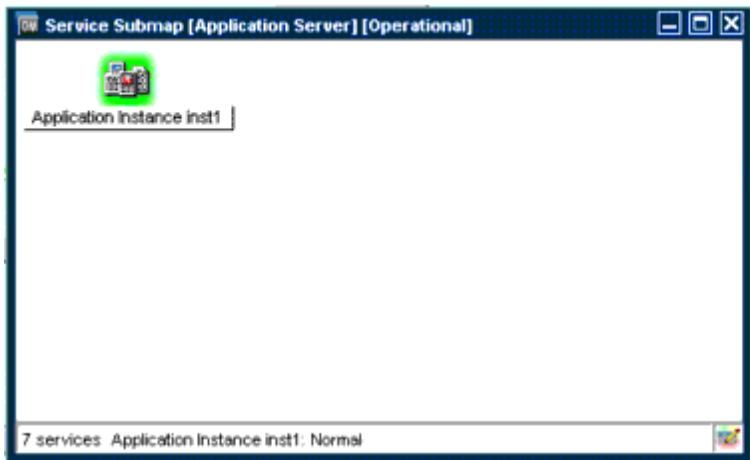 Service Submap [Application Server] [Operational]
Application Instance inst1
7 services Application Instance inst1: Normal